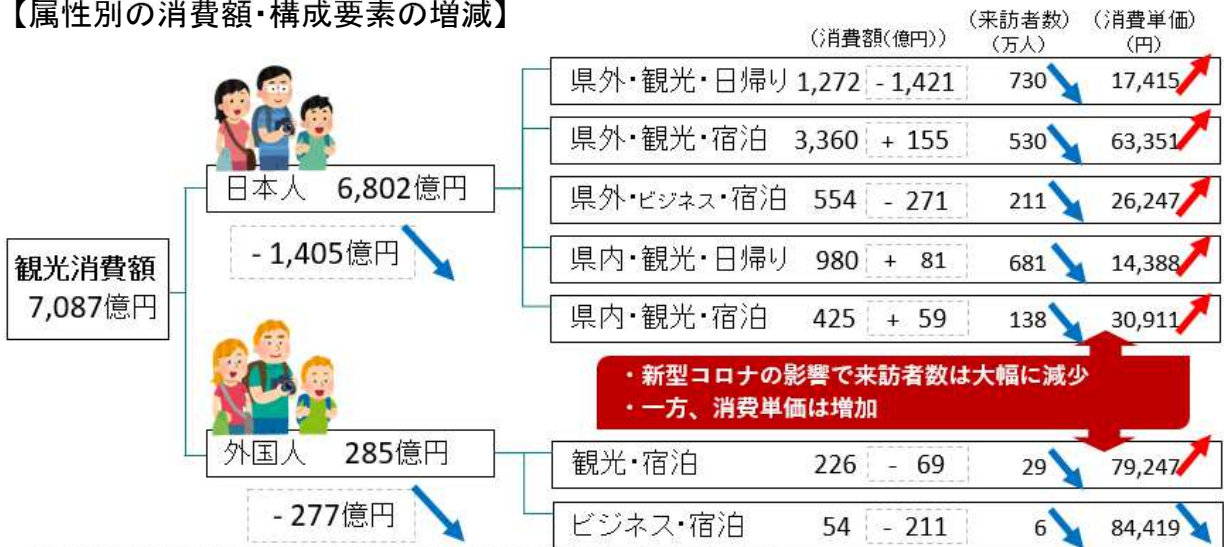 【属性別の消費額・構成要素の増減】
(消費額(億円)) (来訪者数)(万人) (消費単価)(円)
県外・観光・日帰り 1,272 - 1,421 730 17,415
県外・観光・宿泊 3,360 + 155 530 63,351
日本人 6,802億円
県外・ビジネス・宿泊 554 - 271 211 26,247
- 1,405億円
県内・観光・日帰り 980 + 81 681 14,388
観光消費額
7,087億円
県内・観光・宿泊 425 + 59 138 30,911
・新型コロナの影響で来訪者数は大幅に減少
・一方、消費単価は増加
外国人 285億円
観光・宿泊 226 - 69 29 79,247
- 277億円
ビジネス・宿泊 54 - 211 6 84,419